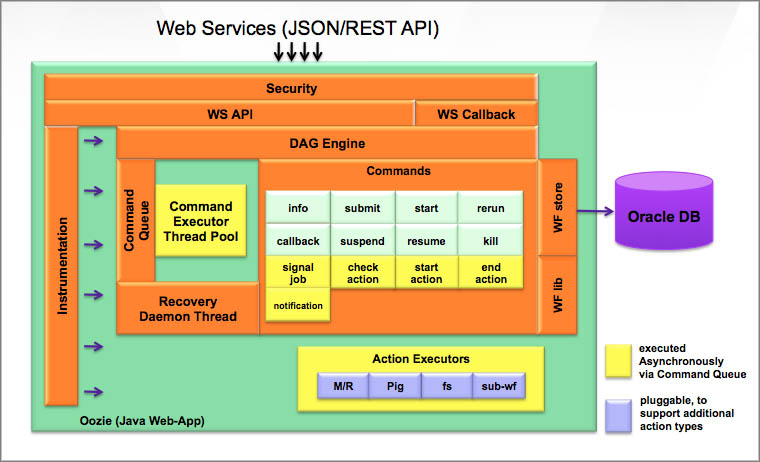 Web Services (JSON/REST API)
Security
WS API
WS Callback
DAG Engine
Instrumentation
Command
Queue
Command
Executor
Thread Pool
Commands
info
submit
start
rerun
callback
suspend
resume
kill
signal
job
check
action
start
action
end
action
notification
Recovery
Daemon Thread
WF store
WF lib
Oracle DB
Action Executors
M/R
Pig
fs
sub-wf
Oozie (Java Web-App)
executed
Asynchronously
via Command Queue
pluggable, to
support additional
action types